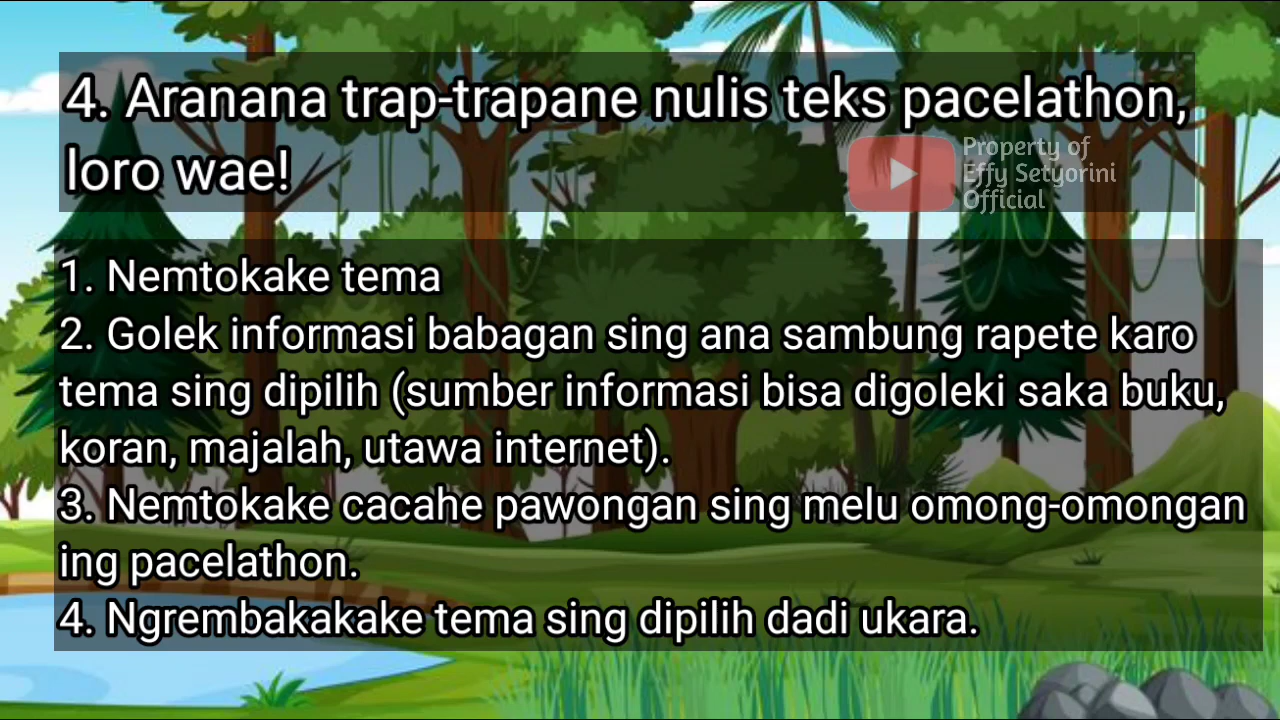 4. Aranana trap-trapane nulis teks pacelathon,
loro wae!
Property of
Effy Setyorini
Official
1. Nemtokake tema
2. Golek informasi babagan sing ana sambung rapete karo
tema sing dipilih (sumber informasi bisa digoleki saka buku,
koran, majalah, utawa internet).
3. Nemtokake cacahe pawongan sing melu omong-omongan
ing pacelathon.
4. Ngrembakakake tema sing dipilih dadi ukara.